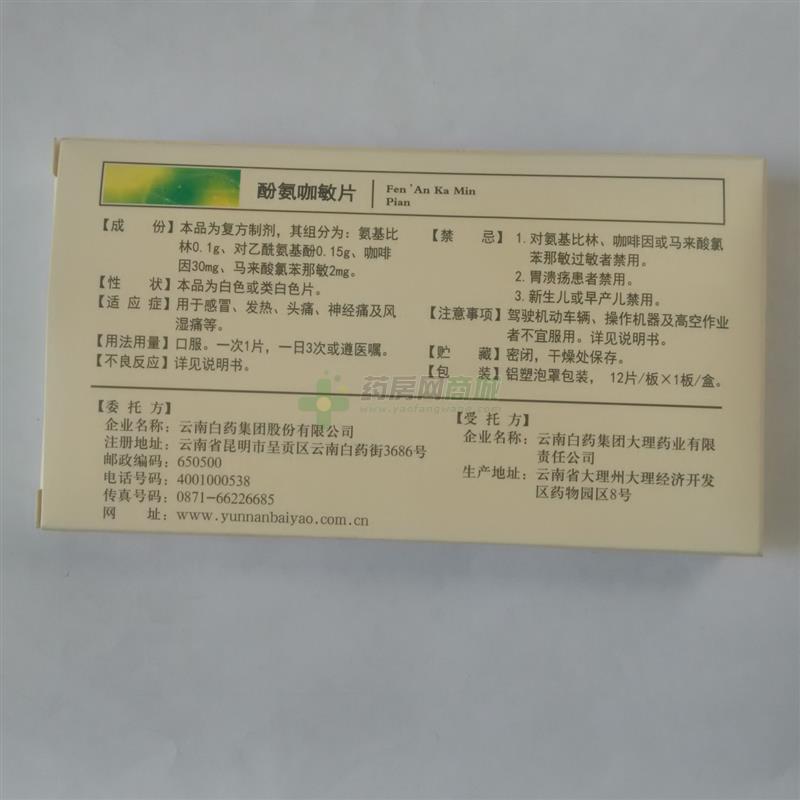 酚氨咖敏片
Fen'An Ka Min
Pian
【成 份】本品为复方制剂，其组分为：氨基比
林0.1g、对乙酰氨基酚0.15g、咖啡
因30mg、马来酸氯苯那敏2mg。
【性 状】本品为白色或类白色片。
【适 应 症】用于感冒、发热、头痛、神经痛及风
湿痛等。
【用法用量】口服。一次1片，一日3次或遵医嘱。
【不良反应】详见说明书。
【禁 忌】1.对氨基比林、咖啡因或马来酸氯
苯那敏过敏者禁用。
2.胃溃疡患者禁用。
3.新生儿或早产儿禁用。
【注意事项】驾驶机动车辆、操作机器及高空作业
者不宜服用。详见说明书。
【贮 藏】密闭，干燥处保存。
【包 装】铝塑泡罩包装，12片/板×1板/盒。
药房网商城
www.yaofangwang.com
【委 托 方】
企业名称：云南白药集团股份有限公司
注册地址：云南省昆明市呈贡区云南白药街3686号
邮政编码：650500
电话号码：4001000538
传真号码：0871-66226685
网 址：www.yunnanbaiyao.com.cn
【受 托 方】
企业名称：云南白药集团大理药业有限
责任公司
生产地址：云南省大理州大理经济开发
区药物园区8号